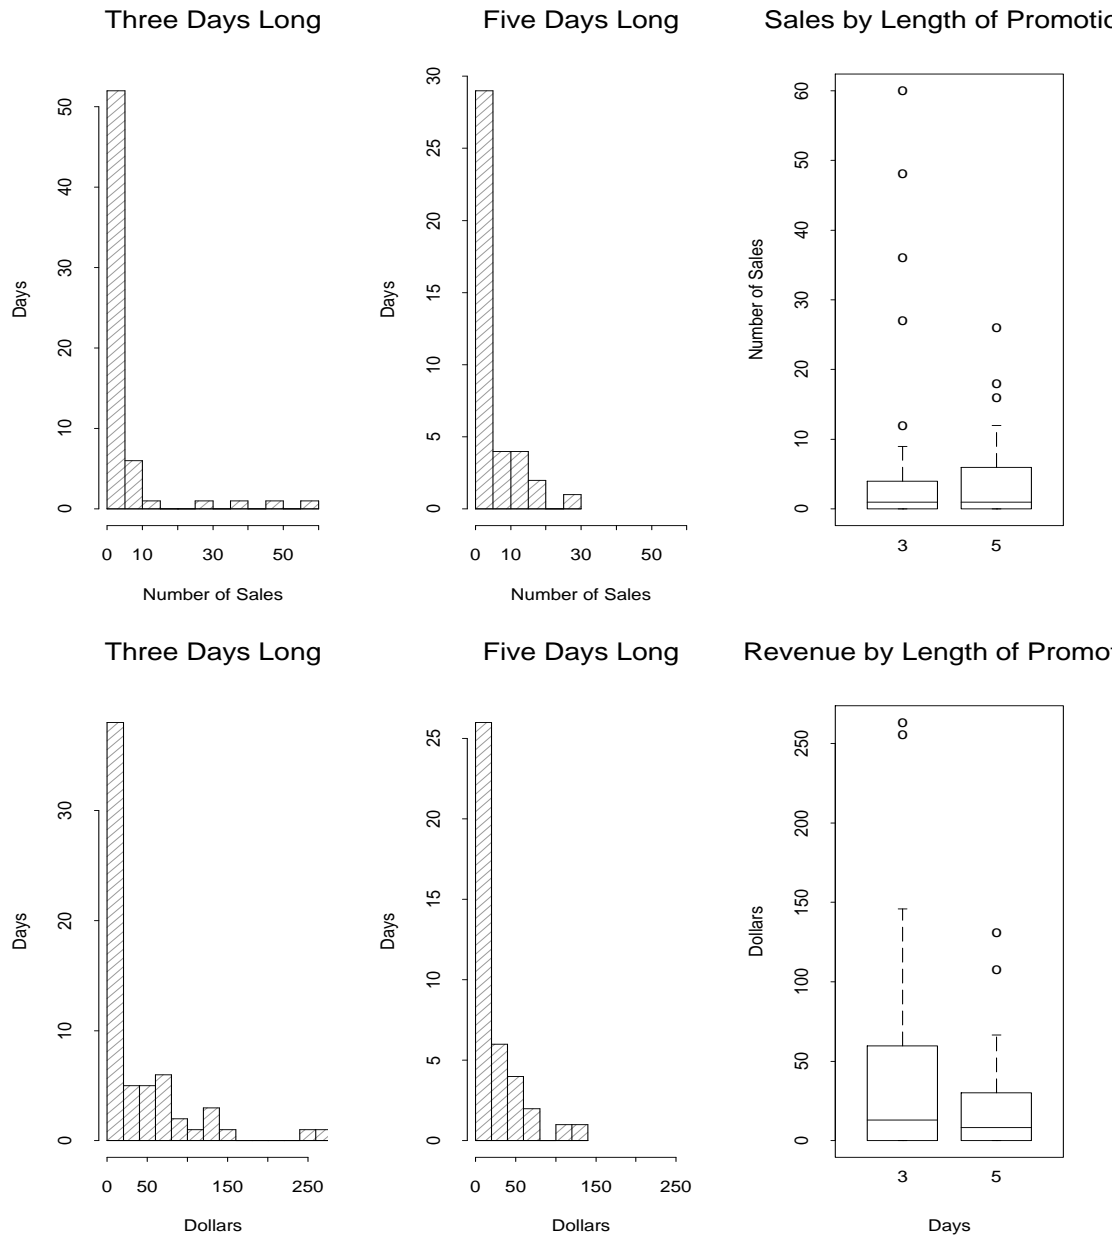 Three Days Long
Five Days Long
Sales by Length of Promotic
Days
0 10 20 30 40 50
0 10 30 50
Number of Sales
Days
0 5 10 15 20 25 30
0 10 30 50
Number of Sales
Number of Sales
0 10 20 30 40 50 60
3 5
Three Days Long
Five Days Long
Revenue by Length of Promot
Days
0 10 20 30
0 50 150 250
Dollars
Days
0 5 10 15 20 25
0 50 150 250
Dollars
Dollars
0 50 100 150 200 250
3 5
Days